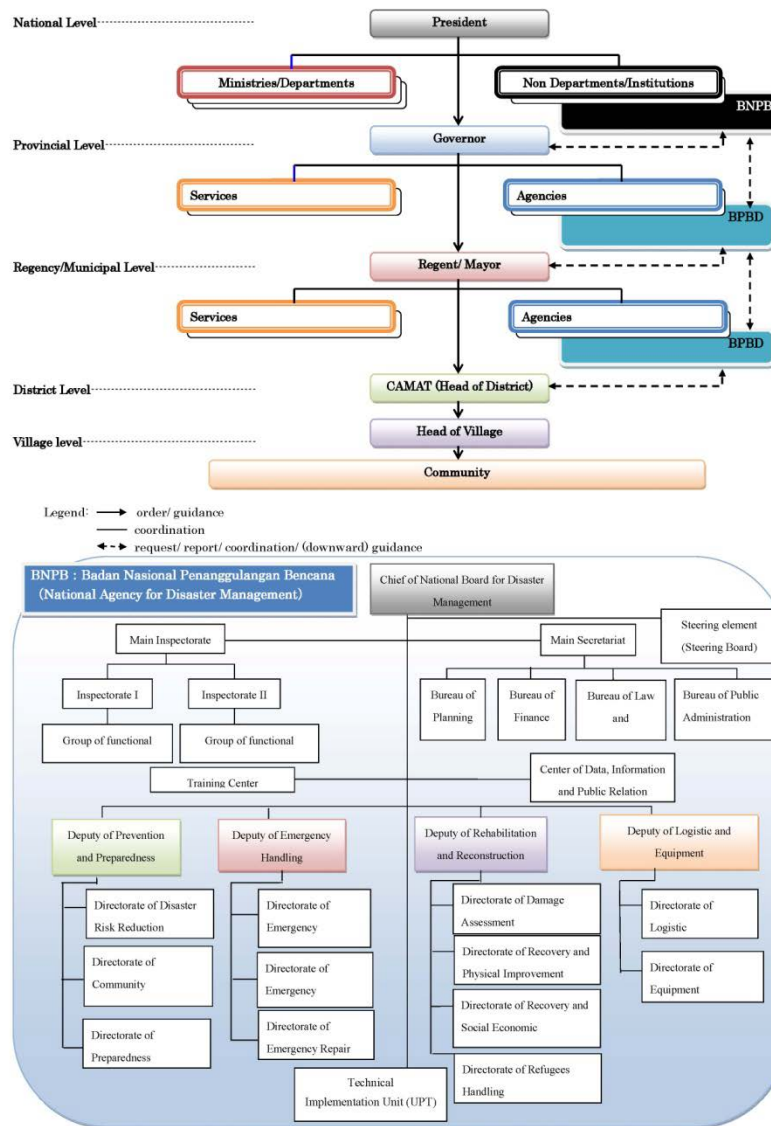 National Level
President
Ministries/Departments
Non Departments/Institutions
BNPB
Provincial Level
Governor
Services
Agencies
BPBD
Regency/Municipal Level
Regent/ Mayor
Services
Agencies
BPBD
District Level
CAMAT (Head of District)
Village level
Head of Village
Community
Legend:
order/ guidance
coordination
request/ report/ coordination/ (downward) guidance
BNPB : Badan Nasional Penanggulangan Bencana
(National Agency for Disaster Management)
Chief of National Board for Disaster
Management
Steering element
(Steering Board)
Main Inspectorate
Main Secretariat
Inspectorate I
Inspectorate II
Bureau of
Planning
Bureau of
Finance
Bureau of Law
and
Bureau of Public
Administration
Group of functional
Group of functional
Training Center
Center of Data, Information
and Public Relation
Deputy of Prevention
and Preparedness
Deputy of Emergency
Handling
Deputy of Rehabilitation
and Reconstruction
Deputy of Logistic and
Equipment
Directorate of Disaster
Risk Reduction
Directorate of
Community
Directorate of
Preparedness
Directorate of
Emergency
Directorate of
Emergency
Directorate of
Emergency Repair
Directorate of Damage
Assessment
Directorate of Recovery and
Physical Improvement
Directorate of Recovery and
Social Economic
Directorate of Refugees
Handling
Directorate of
Logistic
Directorate of
Equipment
Technical
Implementation Unit (UPT)